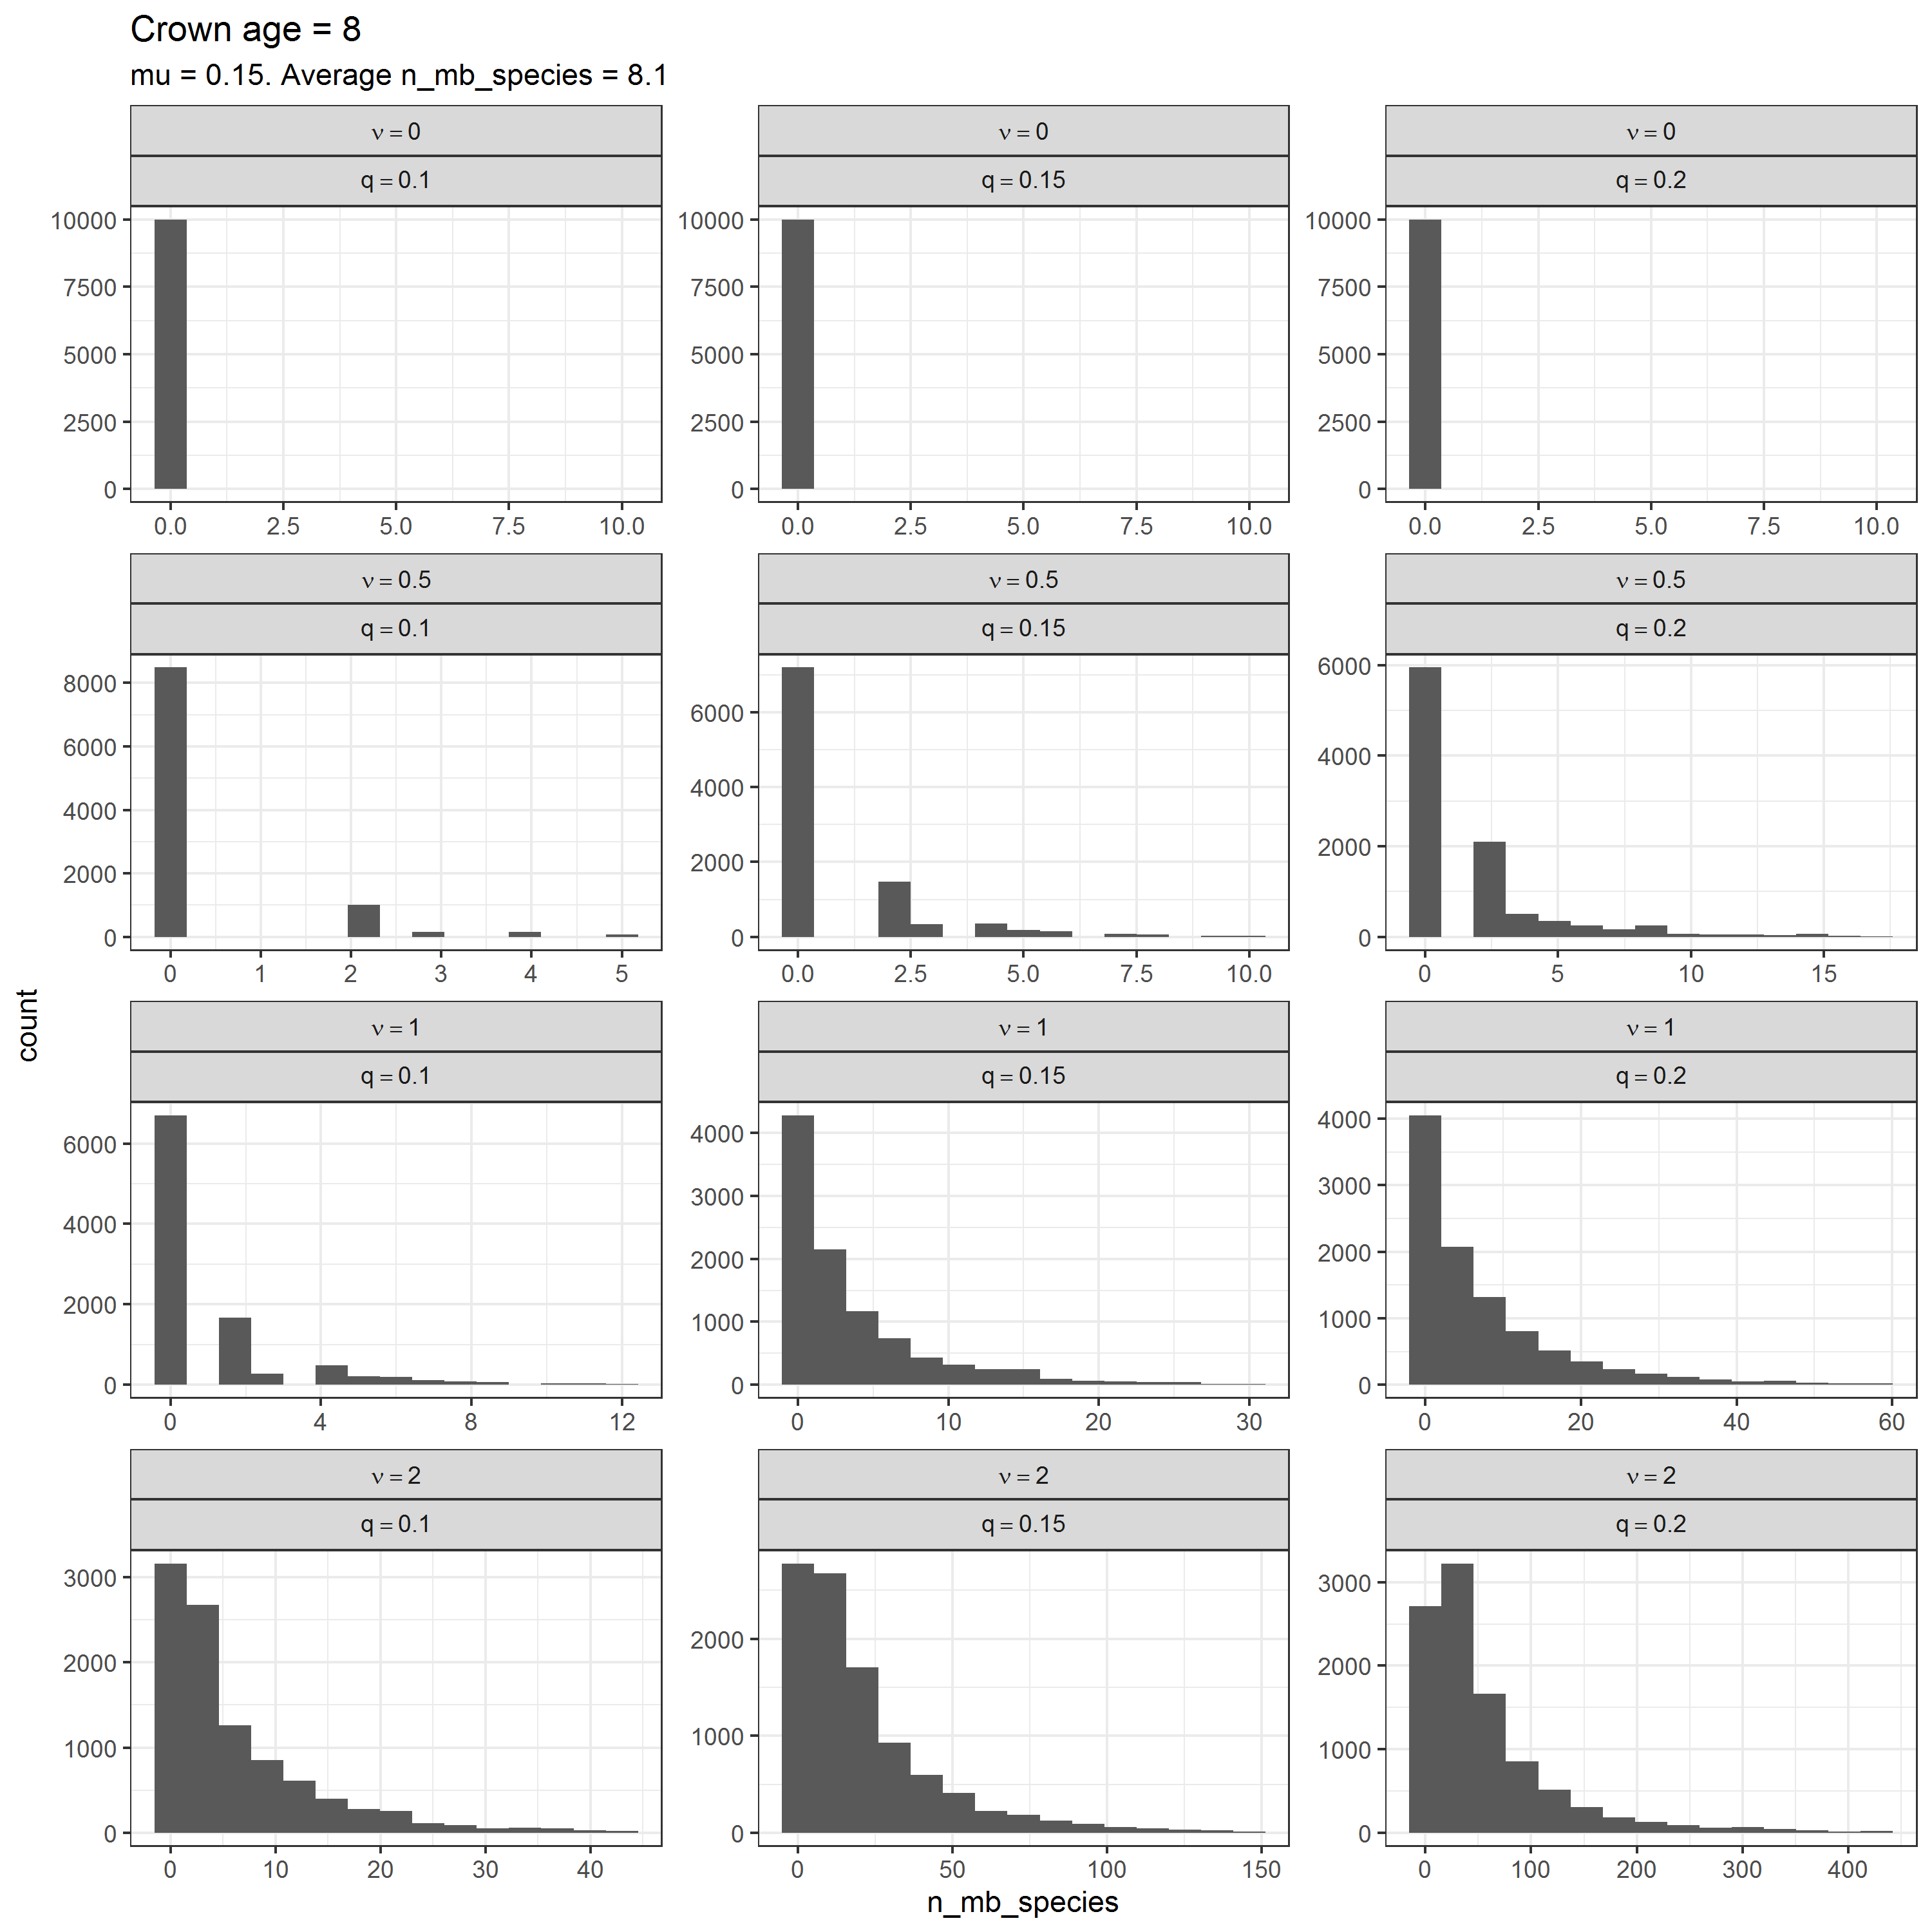 Crown age = 8
mu = 0.15. Average n_mb_species = 8.1
ν = 0 ν = 0 ν = 0
q = 0.1 q = 0.15 q = 0.2
10000 10000 10000
7500 7500 7500
5000 5000 5000
2500 2500 2500
0 0 0
0.0 2.5 5.0 7.5 10.0 0.0 2.5 5.0 7.5 10.0 0.0 2.5 5.0 7.5 10.0
ν = 0.5 ν = 0.5 ν = 0.5
q = 0.1 q = 0.15 q = 0.2
8000 6000 6000
6000 4000 4000
4000 2000 2000
2000 0 0
0
0 1 2 3 4 5 0.0 2.5 5.0 7.5 10.0 0 5 10 15
count
ν = 1 ν = 1 ν = 1
q = 0.1 q = 0.15 q = 0.2
6000 4000 4000
4000 3000 3000
2000 2000 2000
0 1000 1000
0 0
0 4 8 12 0 10 20 30 0 20 40 60
ν = 2 ν = 2 ν = 2
q = 0.1 q = 0.15 q = 0.2
3000 2000 3000
2000 1000 2000
1000 0 1000
0 0
0 10 20 30 40 0 50 100 150 0 100 200 300 400
n_mb_species